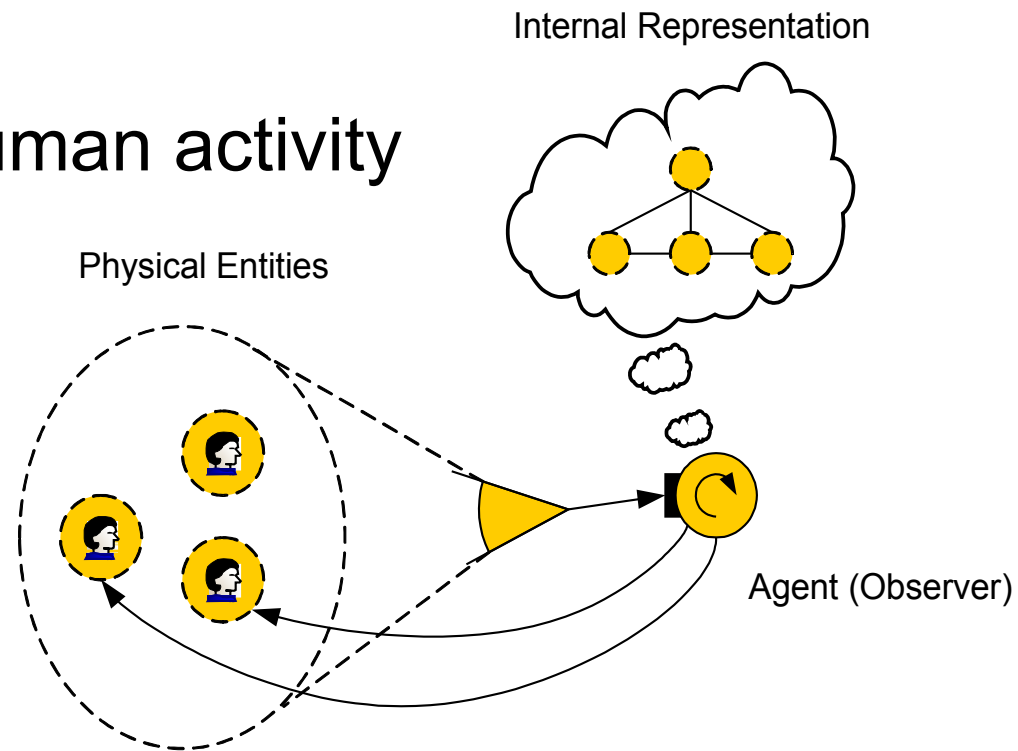 Internal Representation
uman activity
Physical Entities
Agent (Observer)